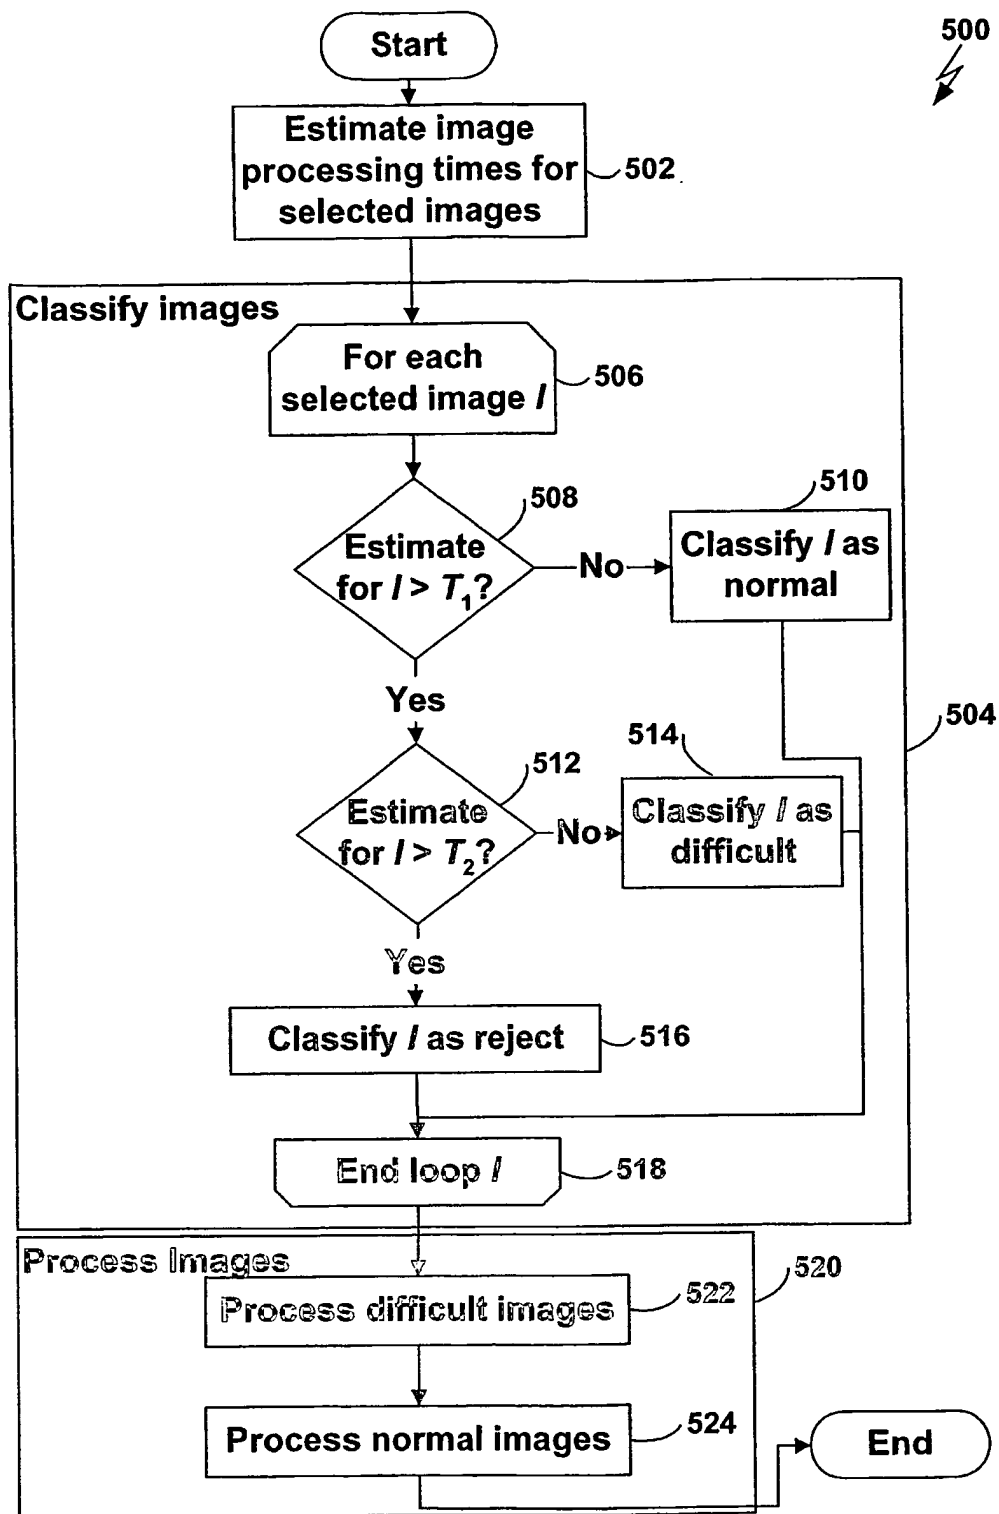 Start
500
Estimate image
processing times for
selected images
502
Classify images
For each
selected image I
506
508
510
Estimate
for I > T1?
No
Classify I as
normal
Yes
504
512
514
Estimate
for I > T2?
No
Classify I as
difficult
Yes
Classify I as reject
516
End loop I
518
Process Images
520
Process difficult images
522
Process normal images
524
End